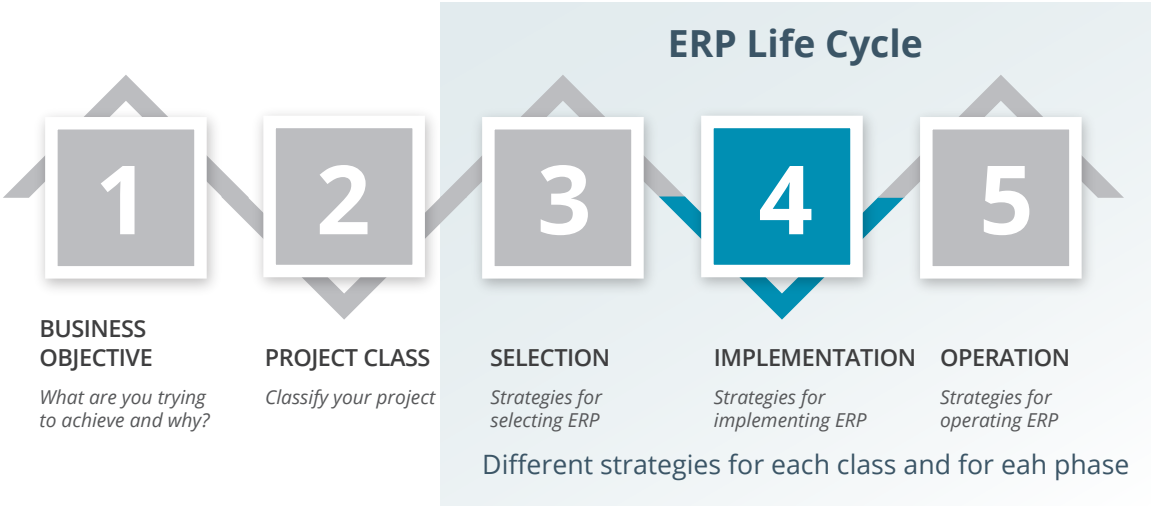 ERP Life Cycle
1
2
3
4
5
BUSINESS
OBJECTIVE
What are you trying
to achieve and why?
PROJECT CLASS
Classify your project
SELECTION
Strategies for
selecting ERP
IMPLEMENTATION
Strategies for
implementing ERP
OPERATION
Strategies for
operating ERP
Different strategies for each class and for eah phase